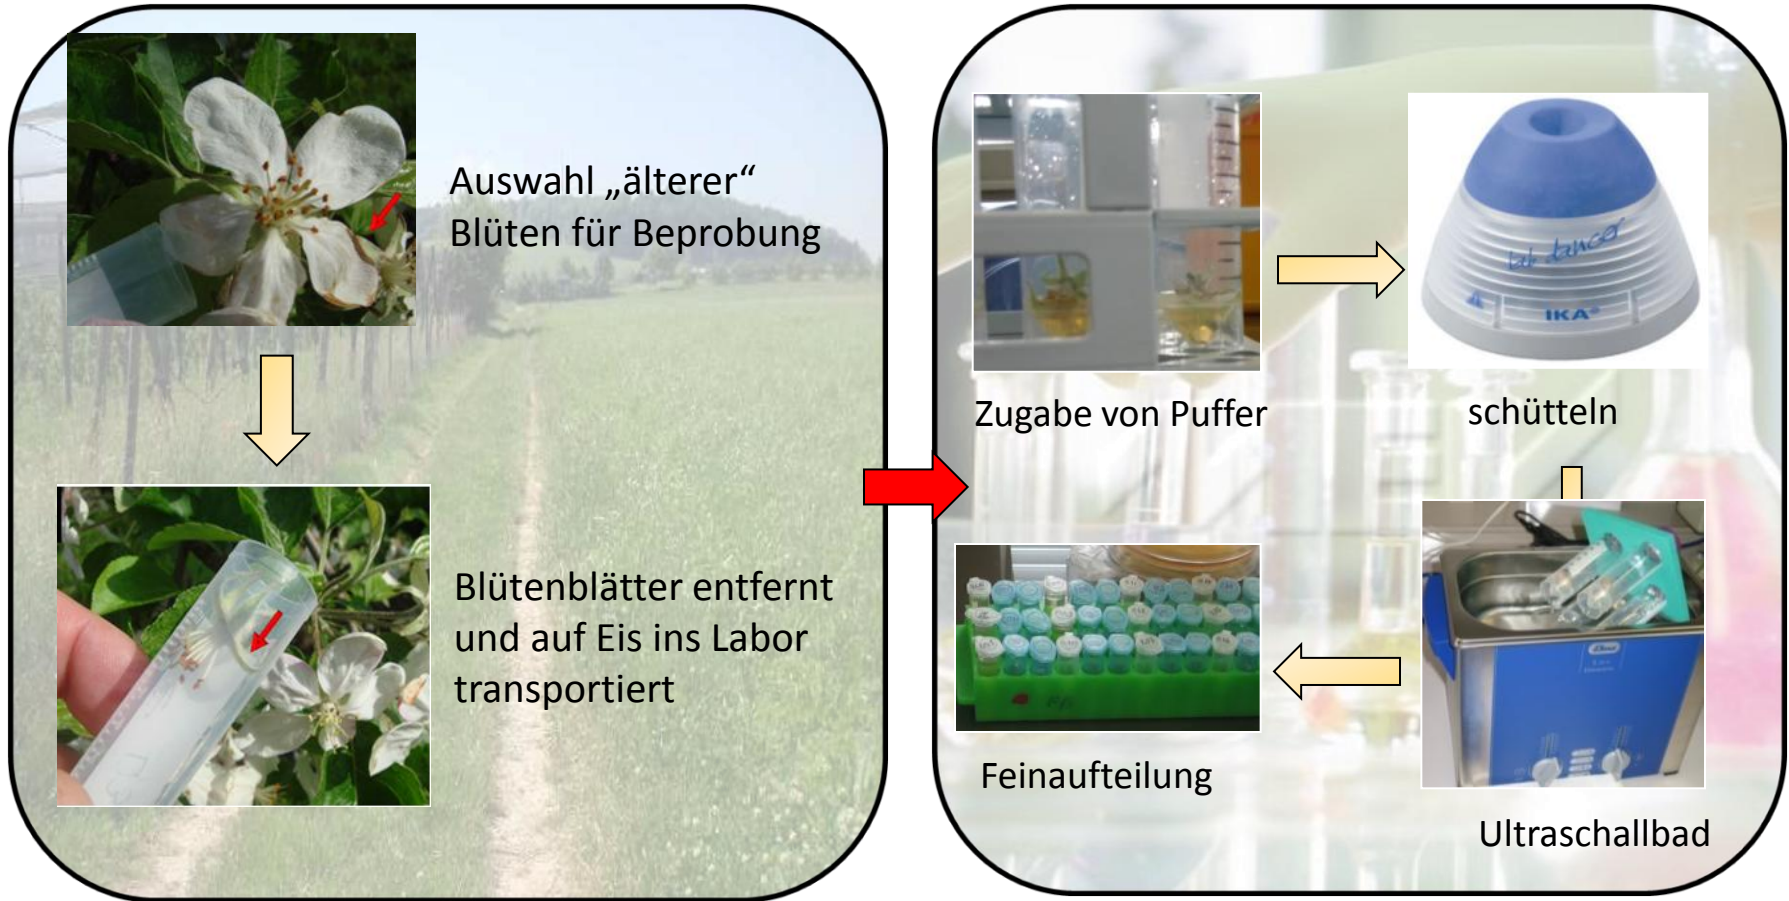 Auswahl „älterer“
Blüten für Beprobung
Blütenblätter entfernt
und auf Eis ins Labor
transportiert
lab dancer
IKA®
Zugabe von Puffer
schütteln
Feinaufteilung
Ultraschallbad